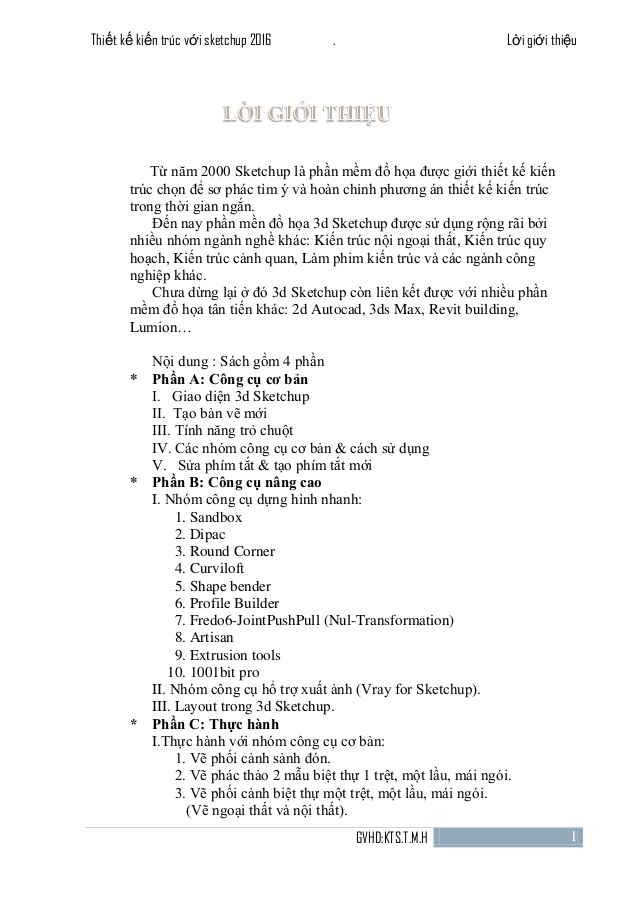 Thiết kế kiến trúc với sketchup 2016 . Lời giới thiệu
LỜI GIỚI THIỆU
Từ năm 2000 Sketchup là phần mềm đồ họa được giới thiết kế kiến
trúc chọn để sơ phác tìm ý và hoàn chỉnh phương án thiết kế kiến trúc
trong thời gian ngắn.
Đến nay phần mền đồ họa 3d Sketchup được sử dụng rộng rãi bởi
nhiều nhóm ngành nghề khác: Kiến trúc nội ngoại thất, Kiến trúc quy
hoạch, Kiến trúc cảnh quan, Làm phim kiến trúc và các ngành công
nghiệp khác.
Chưa dừng lại ở đó 3d Sketchup còn liên kết được với nhiều phần
mềm đồ họa tân tiến khác: 2d Autocad, 3ds Max, Revit building,
Lumion…
Nội dung : Sách gồm 4 phần
* Phần A: Công cụ cơ bản
I. Giao diện 3d Sketchup
II. Tạo bản vẽ mới
III. Tính năng trỏ chuột
IV. Các nhóm công cụ cơ bản & cách sử dụng
V. Sửa phím tắt & tạo phím tắt mới
* Phần B: Công cụ nâng cao
I. Nhóm công cụ dựng hình nhanh:
1. Sandbox
2. Dipac
3. Round Corner
4. Curviloft
5. Shape bender
6. Profile Builder
7. Fredo6-JointPushPull (Nul-Transformation)
8. Artisan
9. Extrusion tools
10. 1001bit pro
II. Nhóm công cụ hổ trợ xuất ảnh (Vray for Sketchup).
III. Layout trong 3d Sketchup.
* Phần C: Thực hành
I.Thực hành với nhóm công cụ cơ bản:
1. Vẽ phối cảnh sảnh đón.
2. Vẽ phác thảo 2 mẫu biệt thự 1 trệt, một lầu, mái ngói.
3. Vẽ phối cảnh biệt thự một trệt, một lầu, mái ngói.
(Vẽ ngoại thất và nội thất).
GVHD:KTS.T.M.H 1